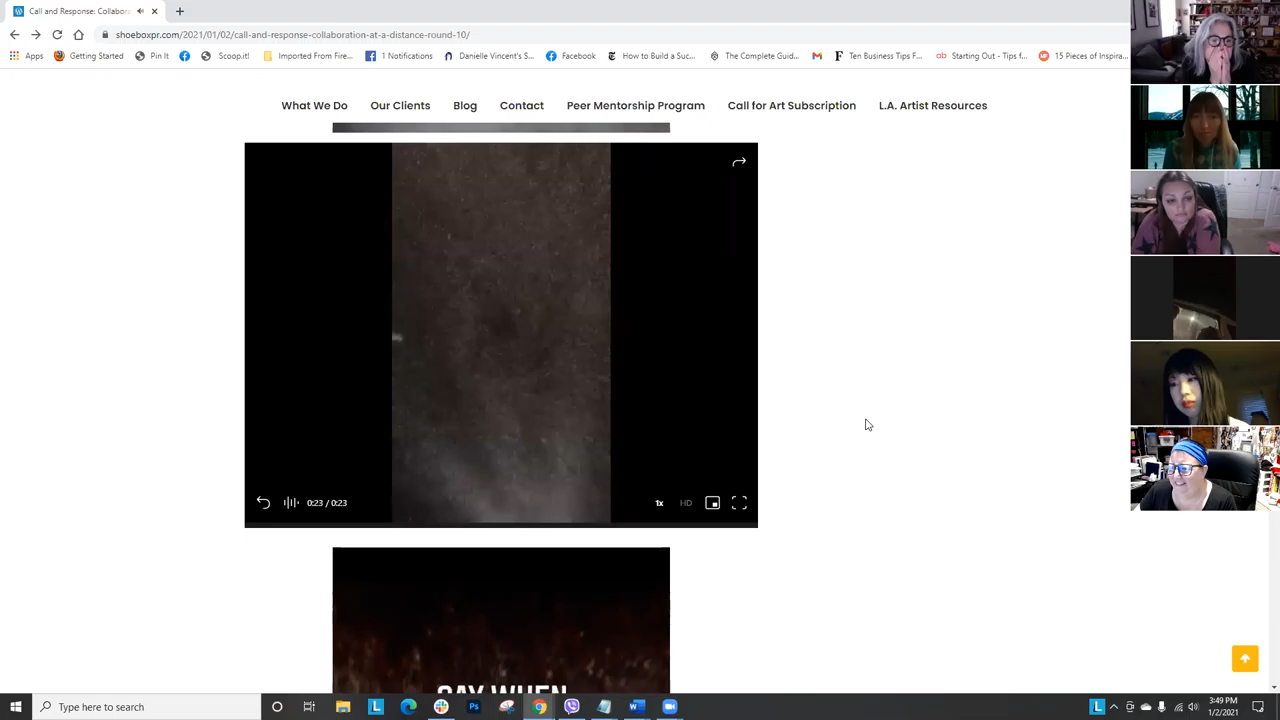 Call and Response: Collabora
shoeboxpr.com/2021/01/02/call-and-response-collaboration-at-a-distance-round-10/
Apps Getting Started Pin It Scoop.it! Imported From Fire... 1 Notifications Danielle Vincent's S... Facebook How to Build a Suc... The Complete Guid... Ten Business Tips F... ab Starting Out - Tips f... 15 Pieces of Inspira...
What We Do Our Clients Blog Contact Peer Mentorship Program Call for Art Subscription L.A. Artist Resources
0:23 / 0:23 1x HD
SAY WHEN
Type here to search
3:49 PM
1/2/2021